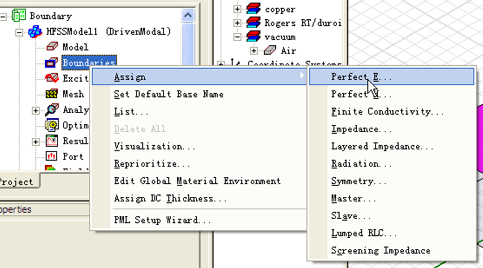 Boundary
HFSSModel1 (DrivenModal)
Model
Boundaries
Excit
Mesh
Analy
Optim
Resul
Port
Project
operties
copper
Rogers RT/duroi
vacuum
Air
Coordinate Systems
Assign
Set Default Base Name
List...
Delete All
Visualization...
Reprioritize...
Edit Global Material Environment
Assign DC Thickness...
PML Setup Wizard...
Perfect E...
Perfect H...
Finite Conductivity...
Impedance...
Layered Impedance...
Radiation...
Symmetry...
Master...
Slave...
Lumped RLC...
Screening Impedance